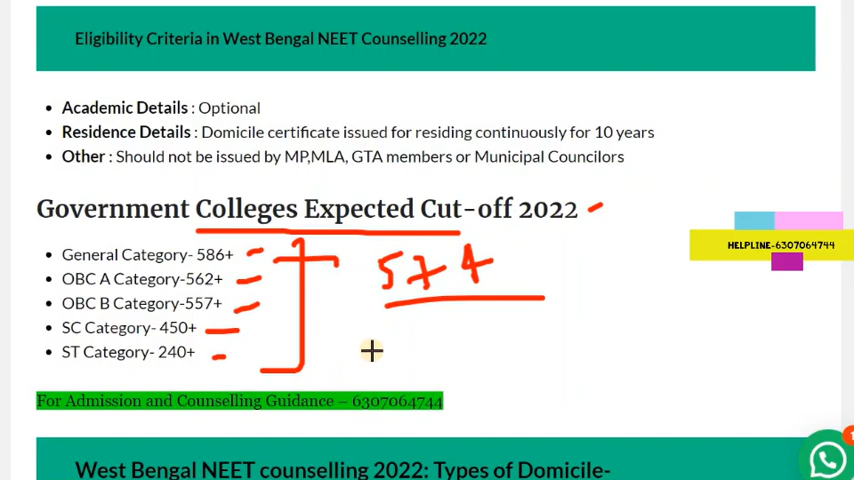 Eligibility Criteria in West Bengal NEET Counselling 2022
Academic Details : Optional
Residence Details : Domicile certificate issued for residing continuously for 10 years
Other : Should not be issued by MP,MLA, GTA members or Municipal Councilors
Government Colleges Expected Cut-off 2022
HELPLINE-6307064744
General Category- 586+
OBC A Category-562+
574
OBC B Category-557+
SC Category- 450+
ST Category- 240+
For Admission and Counselling Guidance – 6307064744
West Bengal NEET counselling 2022: Types of Domicile-